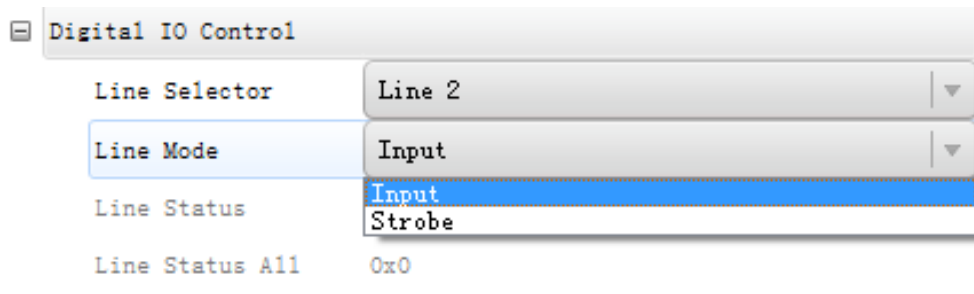 Digital IO Control
Line Selector Line 2
Line Mode Input
Input
Line Status
Strobe
Line Status All 0x0